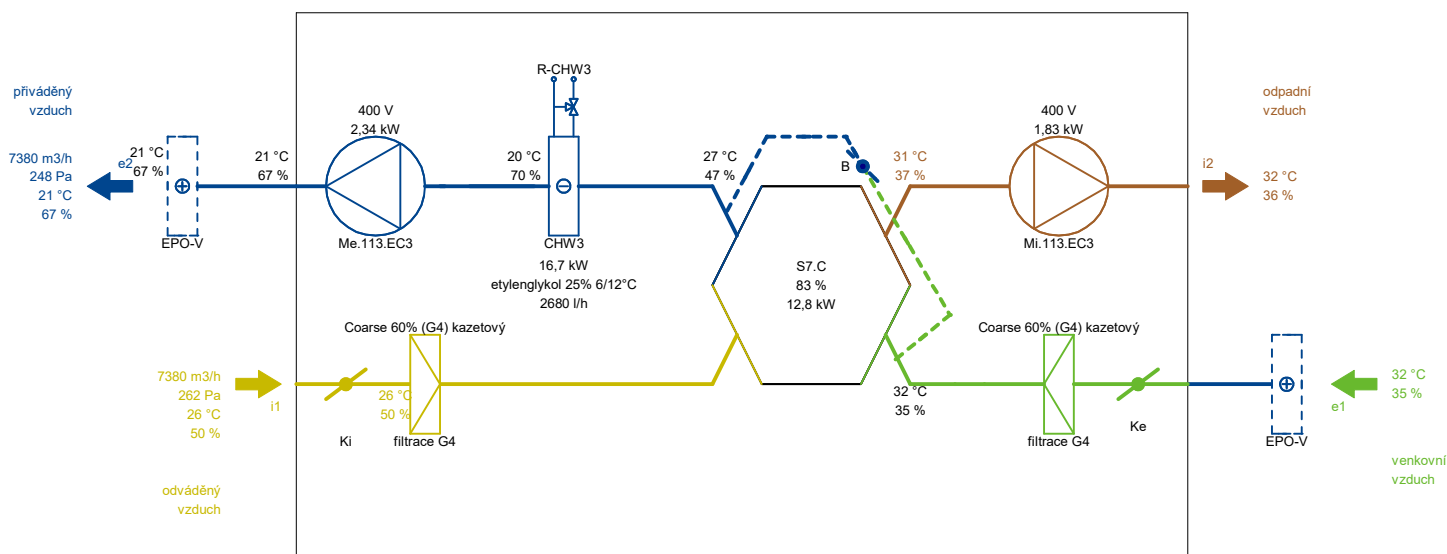 R-CHW3
přiváděný
vzduch
7380 m3/h
248 Pa
21 °C
67 %
e2
21 °C
67 %
EPO-V
21 °C
67 %
400 V
2,34 kW
Me.113.EC3
20 °C
70 %
CHW3
16,7 kW
etylenglykol 25% 6/12°C
2680 l/h
27 °C
47 %
B
31 °C
37 %
400 V
1,83 kW
Mi.113.EC3
odpadní
vzduch
i2
32 °C
36 %
S7.C
83 %
12,8 kW
7380 m3/h
262 Pa
26 °C
50 %
i1
Ki
26 °C
50 %
Coarse 60% (G4) kazetový
filtrace G4
odváděný
vzduch
32 °C
35 %
Coarse 60% (G4) kazetový
filtrace G4
Ke
EPO-V
32 °C
35 %
e1
venkovní
vzduch